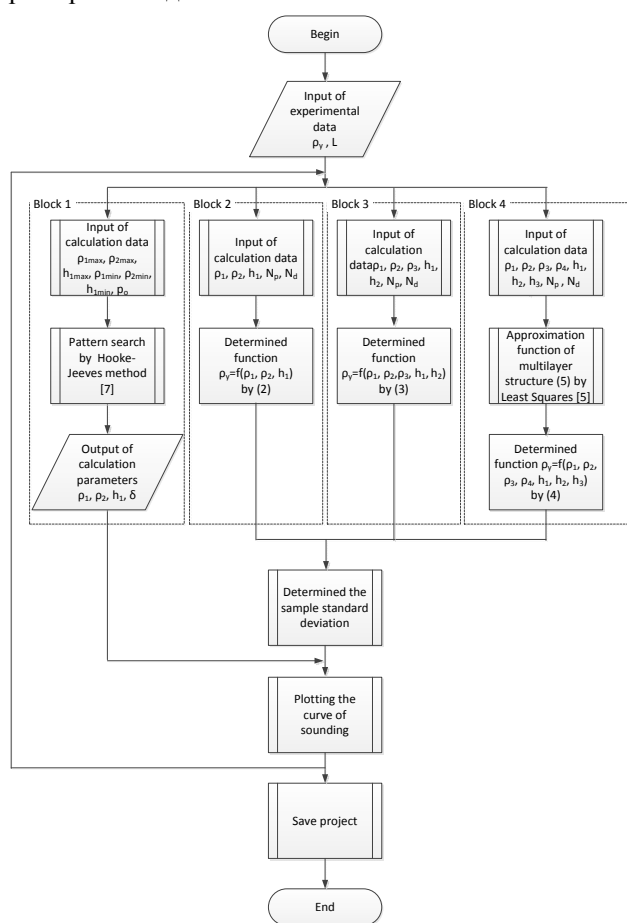 Begin
Input of
experimental
data
ρy , L
Block 1
Input of
calculation data
ρ1max, ρ2max,
h1max, ρ1min, ρ2min,
h1min, po
Pattern search
by Hooke-
Jeeves method
[7]
Output of
calculation
parameters
ρ1, ρ2, h1, δ
Block 2
Input of
calculation data
ρ1, ρ2, h1, Np, Nd
Determined
function
ρy=f(ρ1, ρ2, h1)
by (2)
Block 3
Input of
calculation
dataρ1, ρ2, ρ3, h1,
h2, Np, Nd
Determined
function
ρy=f(ρ1, ρ2,ρ3, h1, h2)
by (3)
Block 4
Input of
calculation data
ρ1, ρ2, ρ3, ρ4, h1,
h2, h3, Np , Nd
Approximation
function of
multilayer
structure (5) by
Least Squares [5]
Determined
function ρy=f(ρ1, ρ2,
ρ3, ρ4, h1, h2, h3)
by (4)
Determined the
sample standard
deviation
Plotting the
curve of
sounding
Save project
End